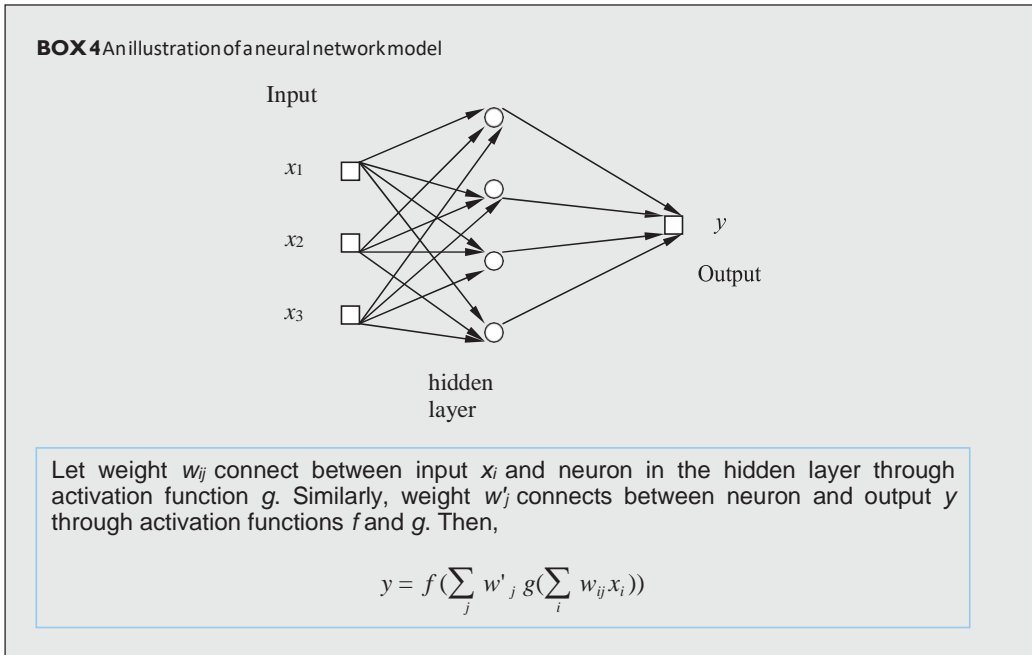 BOX 4 An illustration of a neural network model
Input
x1
x2
x3
y
Output
hidden
layer
Let weight wij connect between input xi and neuron in the hidden layer through
activation function g. Similarly, weight w'j connects between neuron and output y
through activation functions f and g. Then,
y = f(∑j w'j g(∑i wijxi))